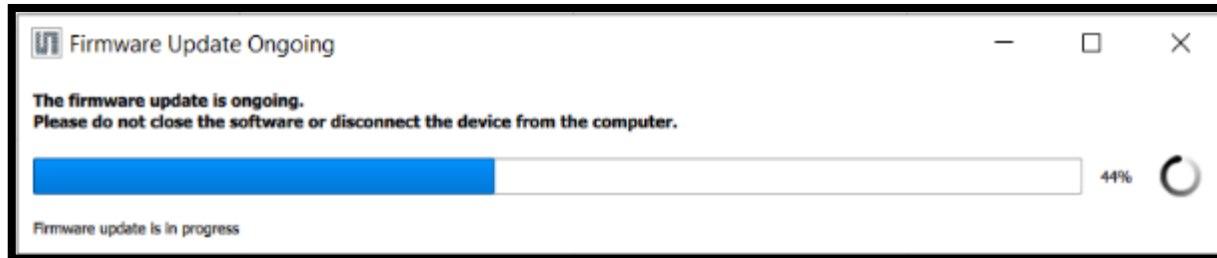 Firmware Update Ongoing
The firmware update is ongoing.
Please do not close the software or disconnect the device from the computer.
44%
Firmware update is in progress